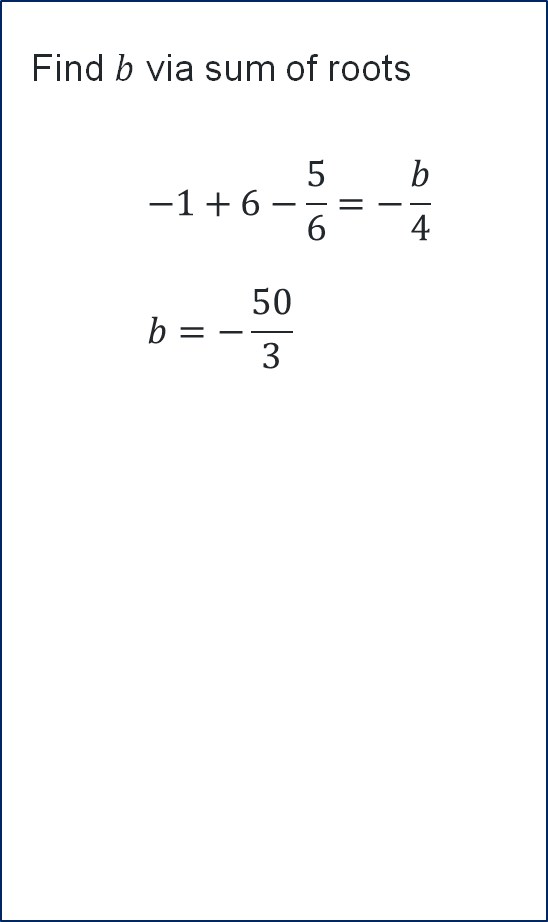 Find b via sum of roots
−1 + 6 − 5/6 = − b/4
b = − 50/3